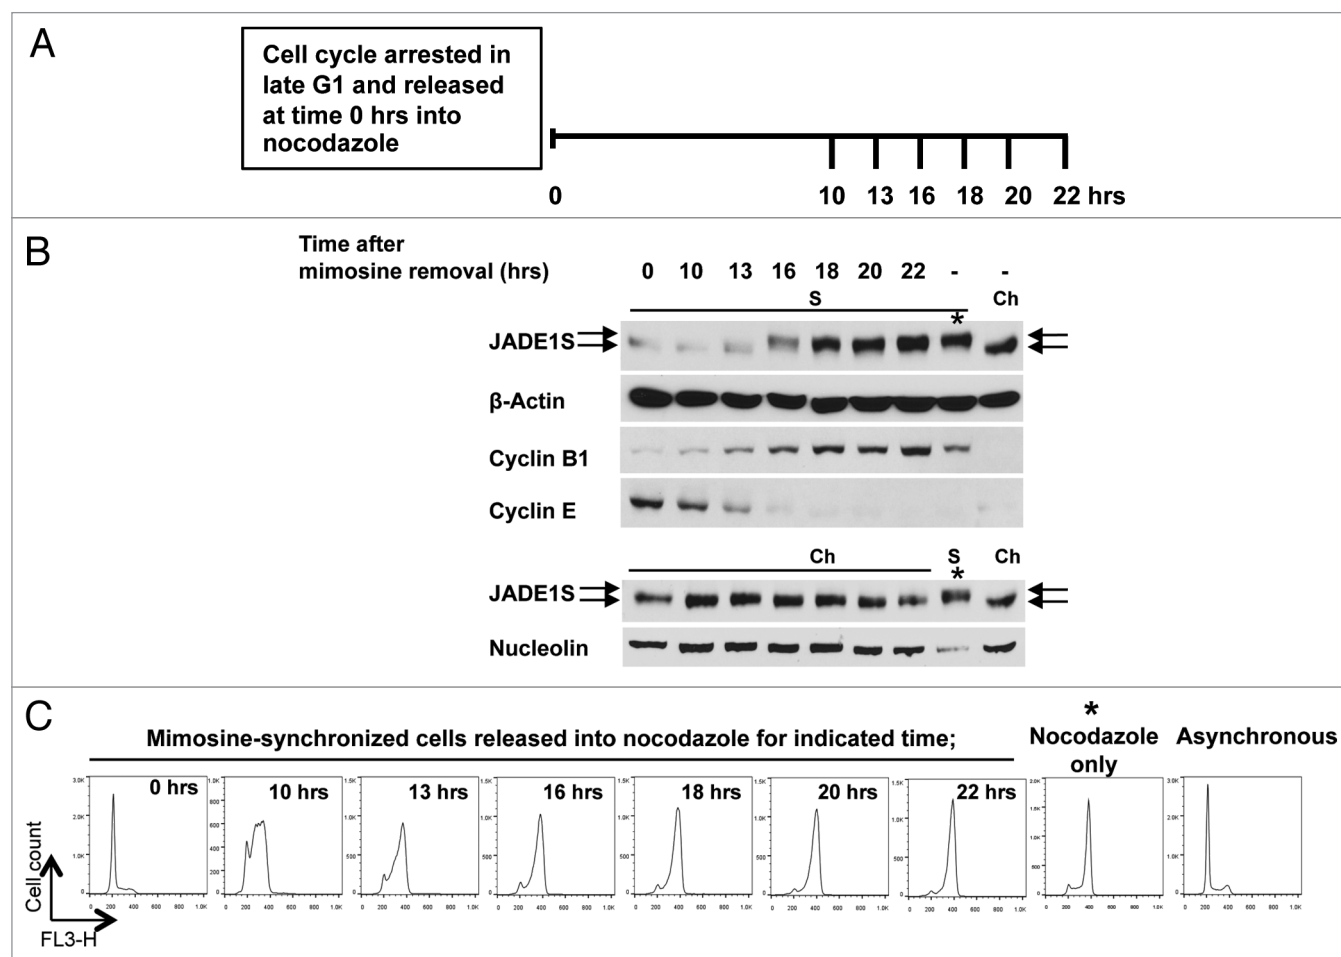 A
Cell cycle arrested in
late G1 and released
at time 0 hrs into
nocodazole
0 10 13 16 18 20 22 hrs
B
Time after
mimosine removal (hrs) 0 10 13 16 18 20 22 - -
S Ch
*
JADE1S
β-Actin
Cyclin B1
Cyclin E
Ch S Ch
*
JADE1S
Nucleolin
C
Mimosine-synchronized cells released into nocodazole for indicated time;
*
Nocodazole
only
Asynchronous
0 hrs 10 hrs 13 hrs 16 hrs 18 hrs 20 hrs 22 hrs
Cell count
FL3-H